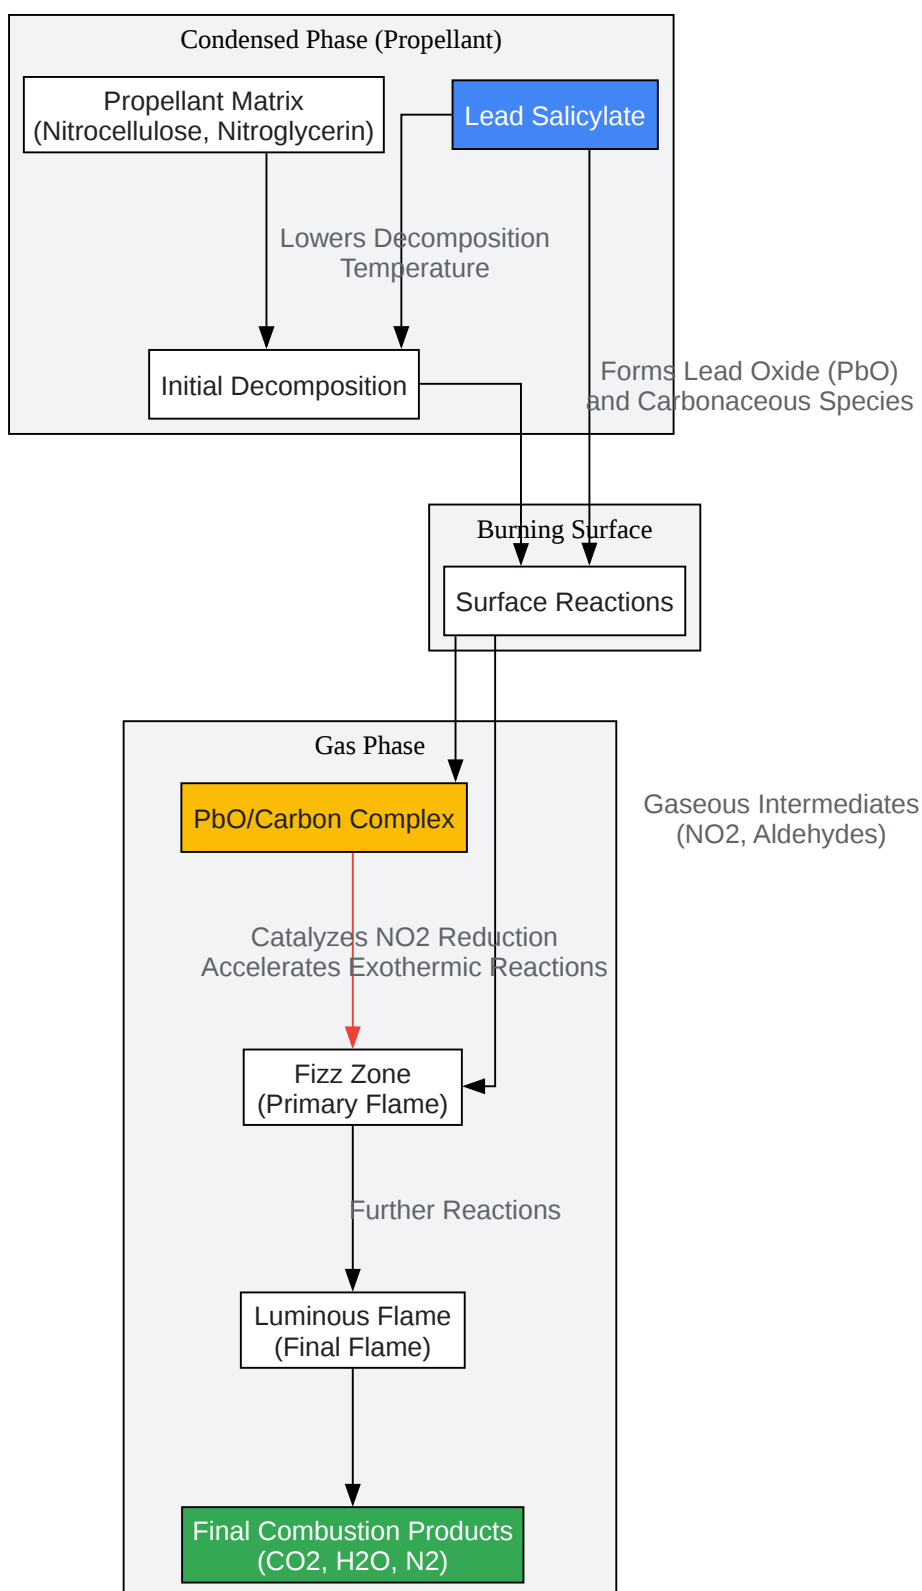 Condensed Phase (Propellant)
Propellant Matrix
(Nitrocellulose, Nitroglycerin)
Lead Salicylate
Lowers Decomposition
Temperature
Initial Decomposition
Forms Lead Oxide (PbO)
and Carbonaceous Species
Burning Surface
Surface Reactions
Gas Phase
PbO/Carbon Complex
Gaseous Intermediates
(NO2, Aldehydes)
Catalyzes NO2 Reduction
Accelerates Exothermic Reactions
Fizz Zone
(Primary Flame)
Further Reactions
Luminous Flame
(Final Flame)
Final Combustion Products
(CO2, H2O, N2)